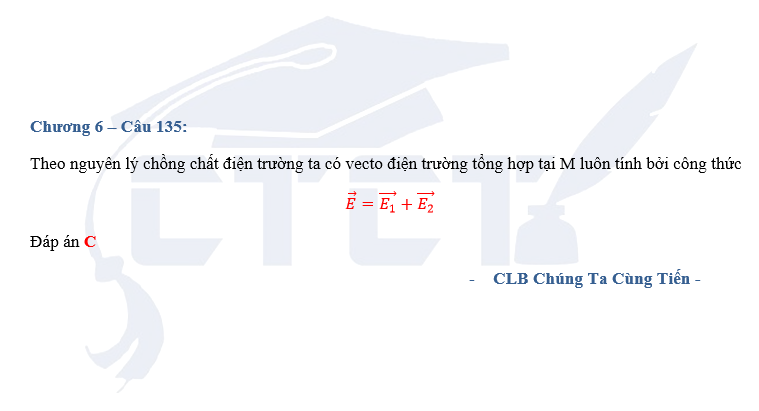 Chương 6 – Câu 135:
Theo nguyên lý chồng chất điện trường ta có vecto điện trường tổng hợp tại M luôn tính bởi công thức
$\vec{E} = \overrightarrow{E_1} + \overrightarrow{E_2}$
Đáp án C
CTCT
- CLB Chúng Ta Cùng Tiến -